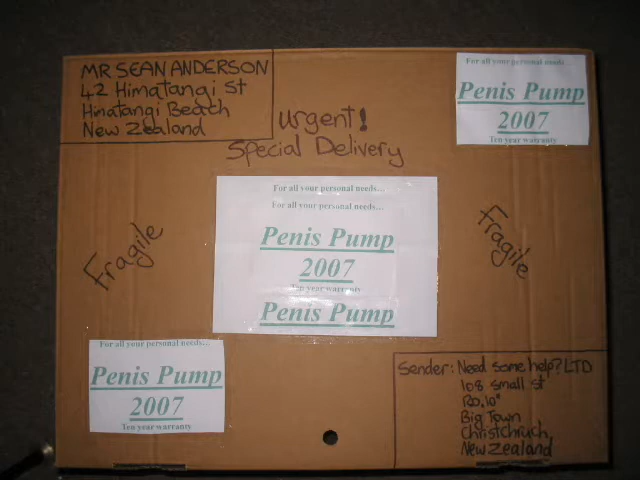 MR SEAN ANDERSON
42 Himatangi St
Himatangi Beach
New Zealand
For all your personal needs...
Penis Pump
2007
Ten year warranty
Urgent!
Special Delivery
Fragile
For all your personal needs...
For all your personal needs...
Penis Pump
2007
Ten year warranty
Penis Pump
Fragile
For all your personal needs...
Penis Pump
2007
Ten year warranty
Sender: Need some help? LTD
108 Small st
Big Town
Christchruch
New Zealand